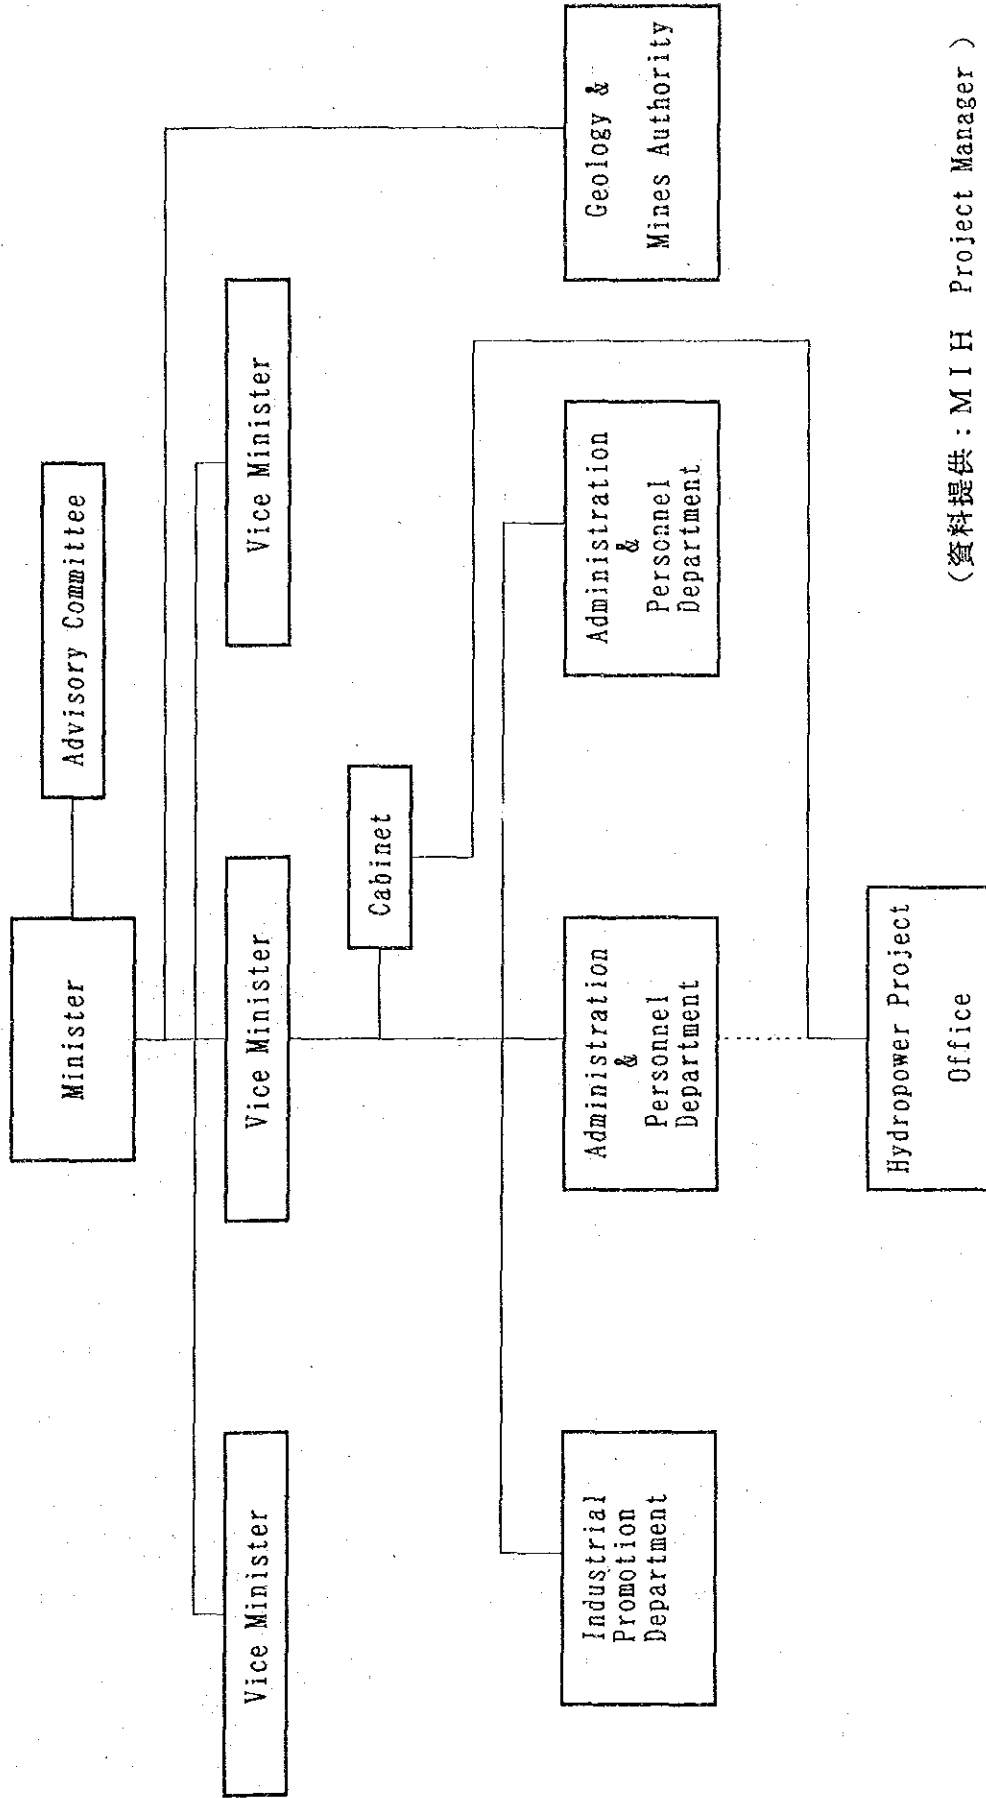 Minister
Advisory Committee
Vice Minister
Vice Minister
Vice Minister
Cabinet
Industrial
Promotion
Department
Administration
&
Personnel
Department
Administration
&
Personnel
Department
Geology &
Mines Authority
Hydropower Project
Office
(資料提供:MIH Project Manager)